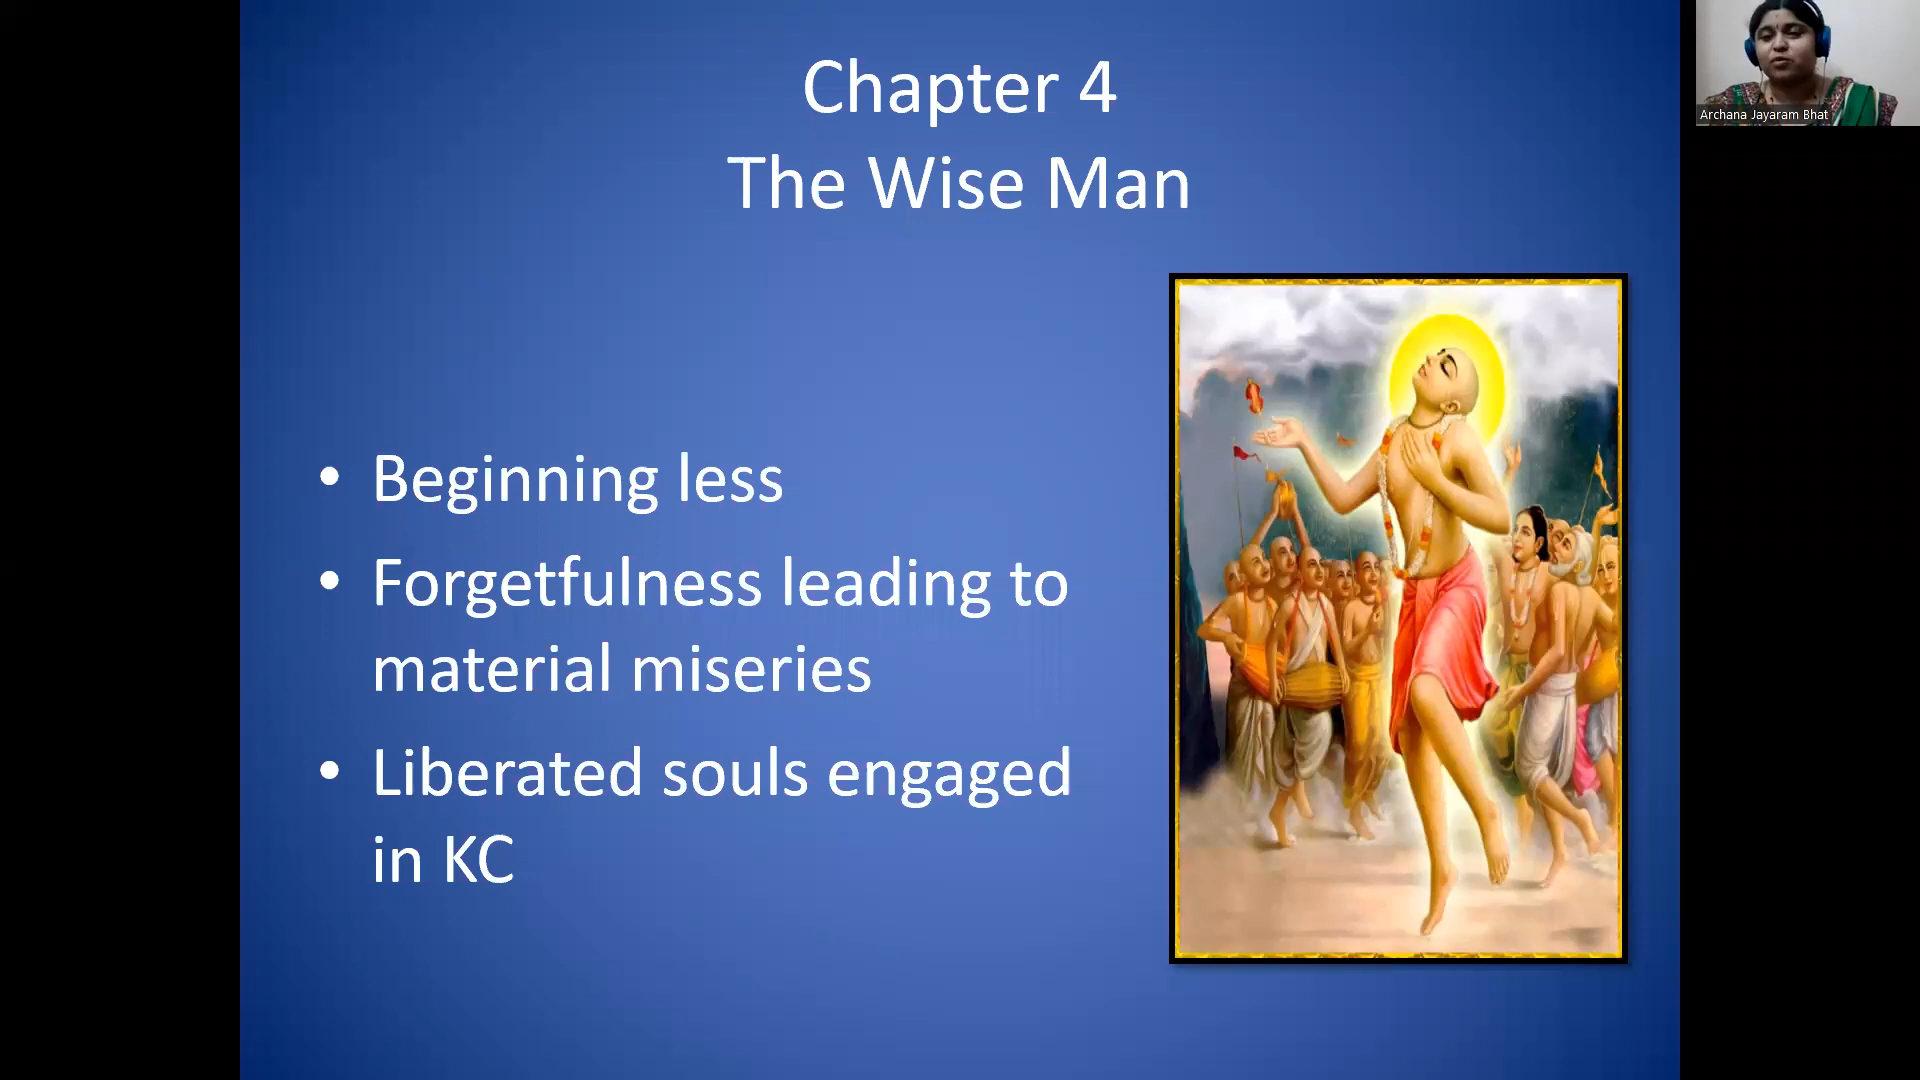 Chapter 4
The Wise Man
Archana Jayaram Bhat
• Beginning less
• Forgetfulness leading to
material miseries
• Liberated souls engaged
in KC